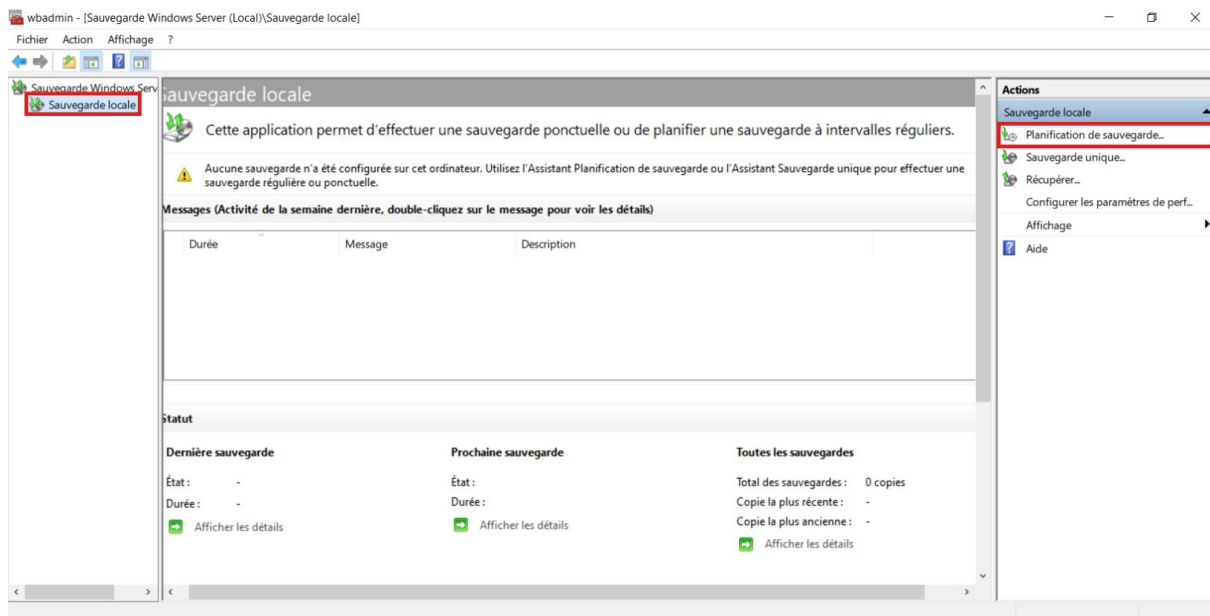 wbadmin - [Sauvegarde Windows Server (Local)\Sauvegarde locale]
Fichier Action Affichage ?
Sauvegarde Windows Serv
Sauvegarde locale
Sauvegarde locale
Cette application permet d'effectuer une sauvegarde ponctuelle ou de planifier une sauvegarde à intervalles réguliers.
Aucune sauvegarde n'a été configurée sur cet ordinateur. Utilisez l'Assistant Planification de sauvegarde ou l'Assistant Sauvegarde unique pour effectuer une
sauvegarde régulière ou ponctuelle.
Messages (Activité de la semaine dernière, double-cliquez sur le message pour voir les détails)
Durée Message Description
Statut
Dernière sauvegarde
État : -
Durée : -
Afficher les détails
Prochaine sauvegarde
État :
Durée :
Afficher les détails
Toutes les sauvegardes
Total des sauvegardes : 0 copies
Copie la plus récente : -
Copie la plus ancienne : -
Afficher les détails
Actions
Sauvegarde locale
Planification de sauvegarde...
Sauvegarde unique...
Récupérer...
Configurer les paramètres de perf...
Affichage
Aide